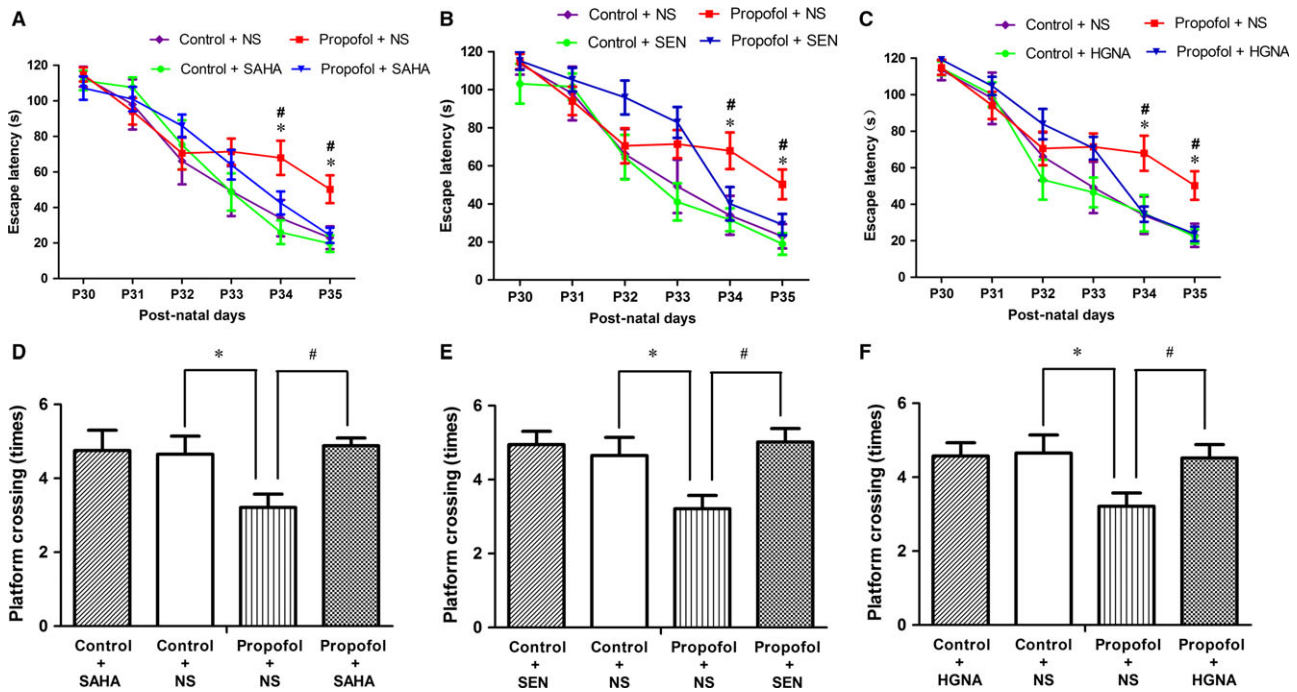 A
Control + NS
Propofol + NS
Control + SAHA
Propofol + SAHA
Escape latency (s)
120
100
80
60
40
20
0
#
*
#
*
P30 P31 P32 P33 P34 P35
Post-natal days
B
Control + NS
Propofol + NS
Control + SEN
Propofol + SEN
Escape latency (s)
120
100
80
60
40
20
0
#
*
#
*
P30 P31 P32 P33 P34 P35
Post-natal days
C
Control + NS
Propofol + NS
Control + HGNA
Propofol + HGNA
Escape latency (s)
120
100
80
60
40
20
0
#
*
#
*
P30 P31 P32 P33 P34 P35
Post-natal days
D
* #
Platform crossing (times)
6
4
2
0
Control Control Propofol Propofol
+ + + +
SAHA NS NS SAHA
E
* #
Platform crossing (times)
6
4
2
0
Control Control Propofol Propofol
+ + + +
SEN NS NS SEN
F
* #
Platform crossing (times)
6
4
2
0
Control Control Propofol Propofol
+ + + +
HGNA NS NS HGNA